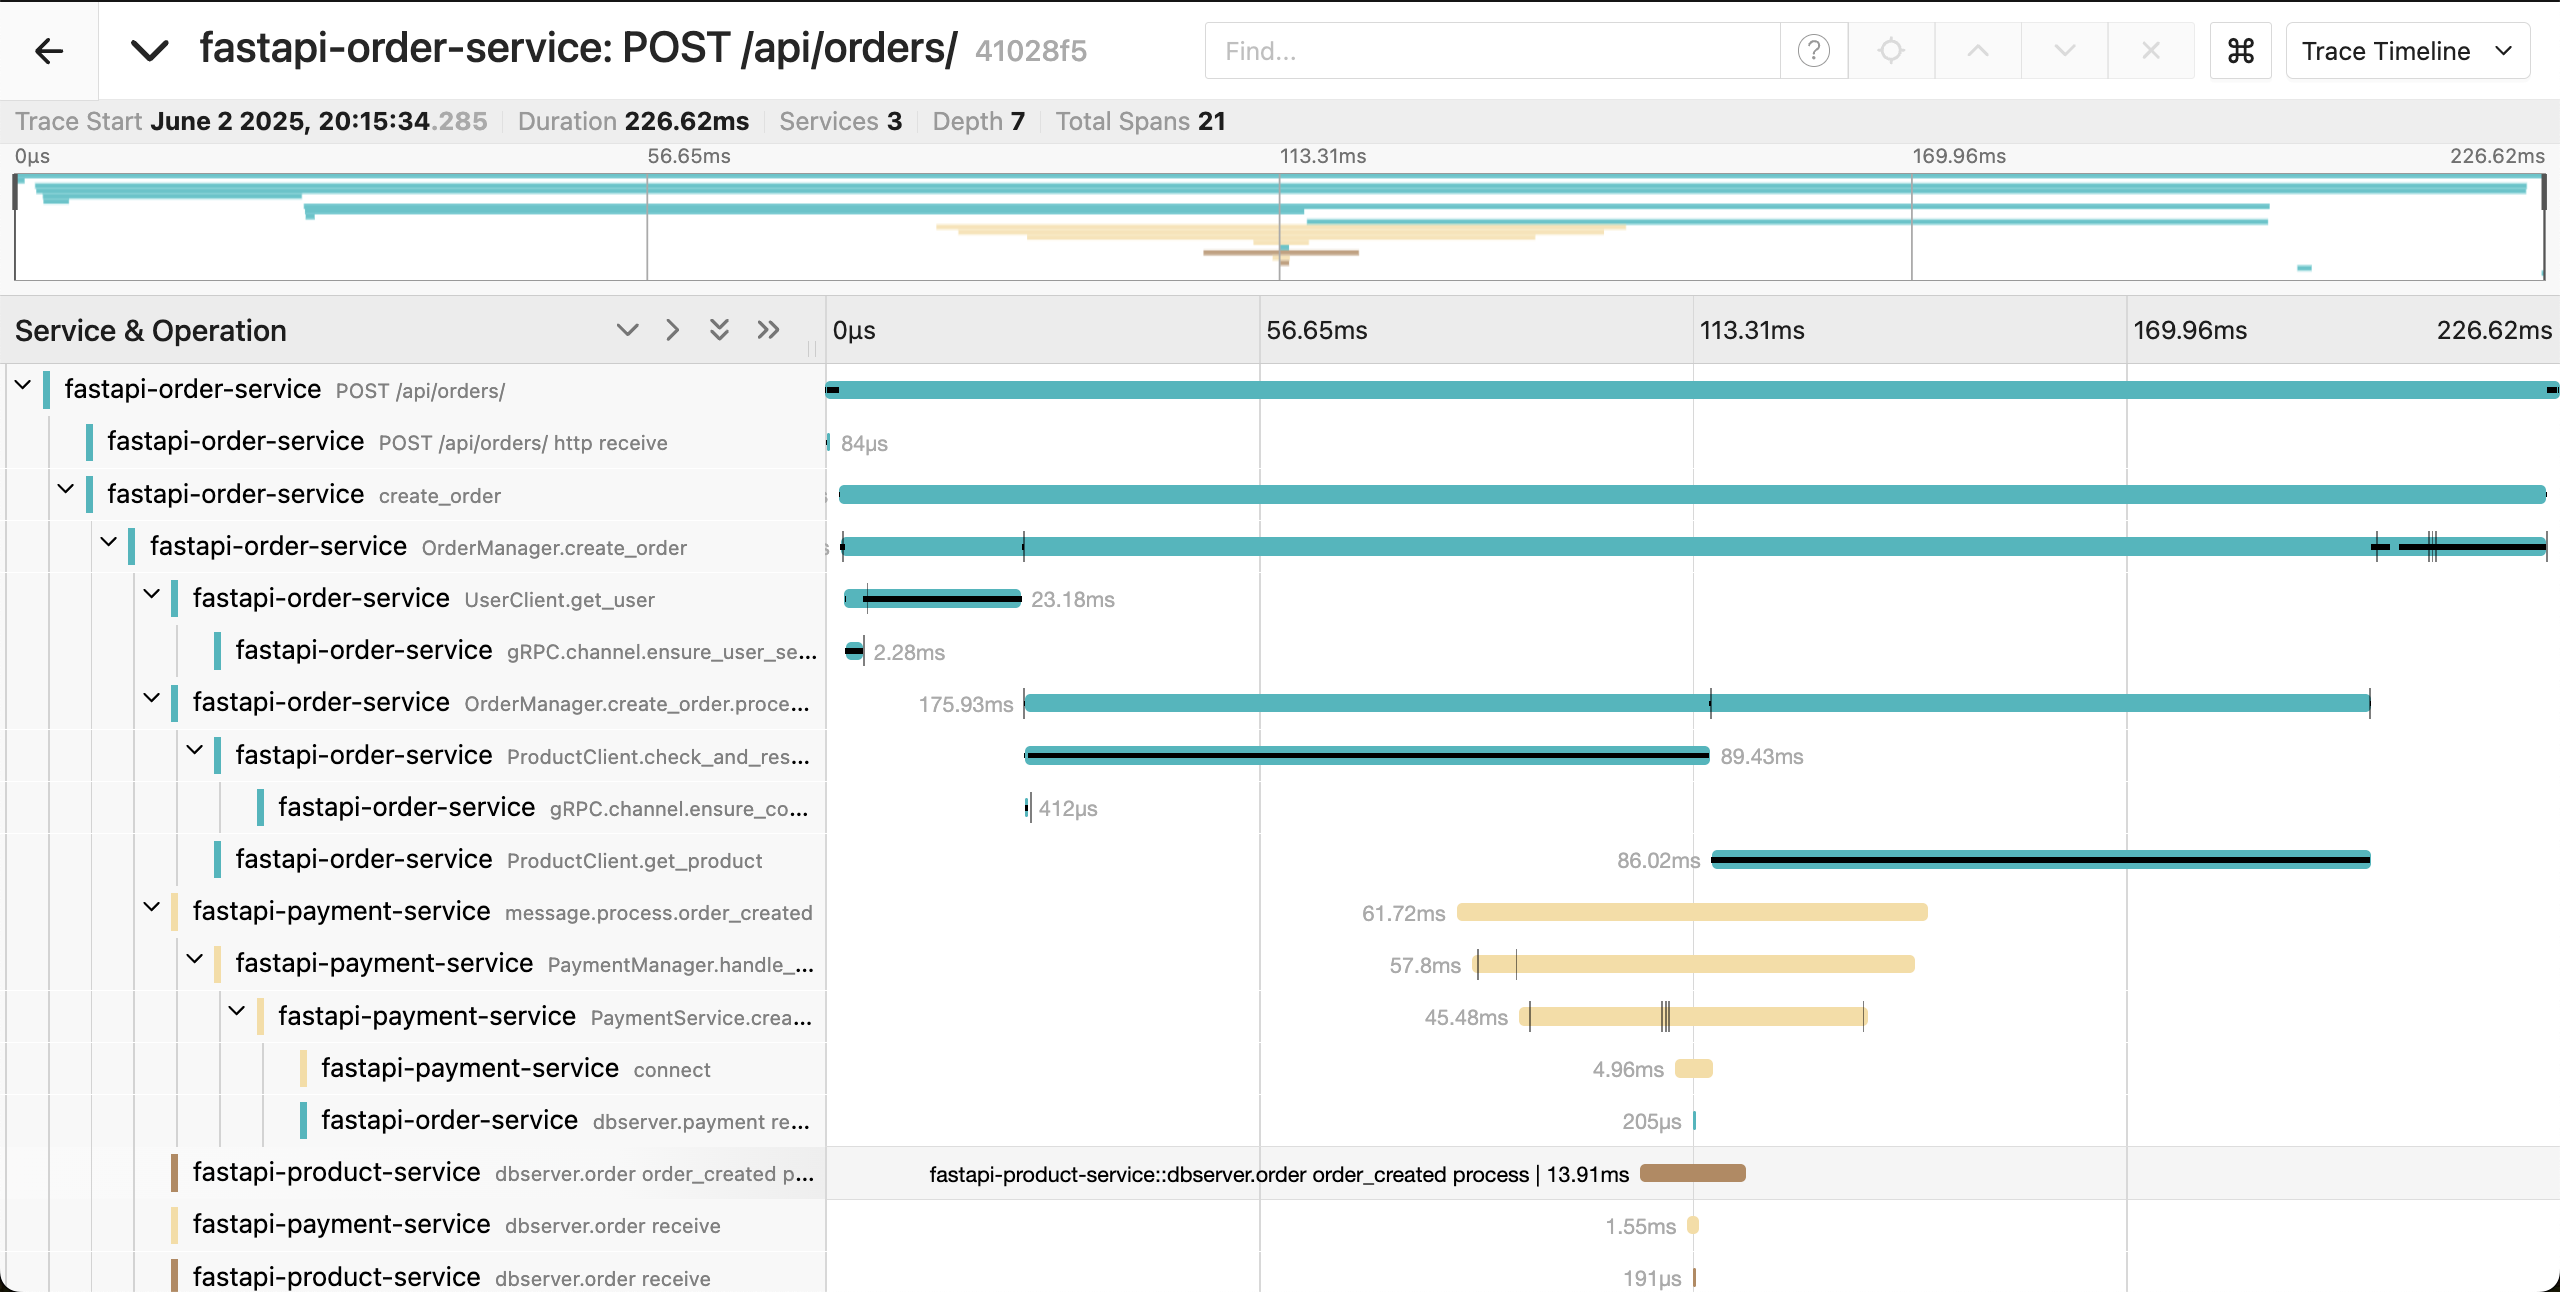 fastapi-order-service: POST /api/orders/ 41028f5 Find... ? ⌘ Trace Timeline
Trace Start June 2 2025, 20:15:34.285 Duration 226.62ms Services 3 Depth 7 Total Spans 21
0μs 56.65ms 113.31ms 169.96ms 226.62ms
Service & Operation 0μs 56.65ms 113.31ms 169.96ms 226.62ms
fastapi-order-service POST /api/orders/
fastapi-order-service POST /api/orders/ http receive 84μs
fastapi-order-service create_order
fastapi-order-service OrderManager.create_order
fastapi-order-service UserClient.get_user 23.18ms
fastapi-order-service gRPC.channel.ensure_user_se... 2.28ms
fastapi-order-service OrderManager.create_order.proce... 175.93ms
fastapi-order-service ProductClient.check_and_res... 89.43ms
fastapi-order-service gRPC.channel.ensure_co... 412μs
fastapi-order-service ProductClient.get_product 86.02ms
fastapi-payment-service message.process.order_created 61.72ms
fastapi-payment-service PaymentManager.handle_... 57.8ms
fastapi-payment-service PaymentService.crea... 45.48ms
fastapi-payment-service connect 4.96ms
fastapi-order-service dbserver.payment re... 205μs
fastapi-product-service dbserver.order order_created p... fastapi-product-service::dbserver.order order_created process | 13.91ms
fastapi-payment-service dbserver.order receive 1.55ms
fastapi-product-service dbserver.order receive 191μs